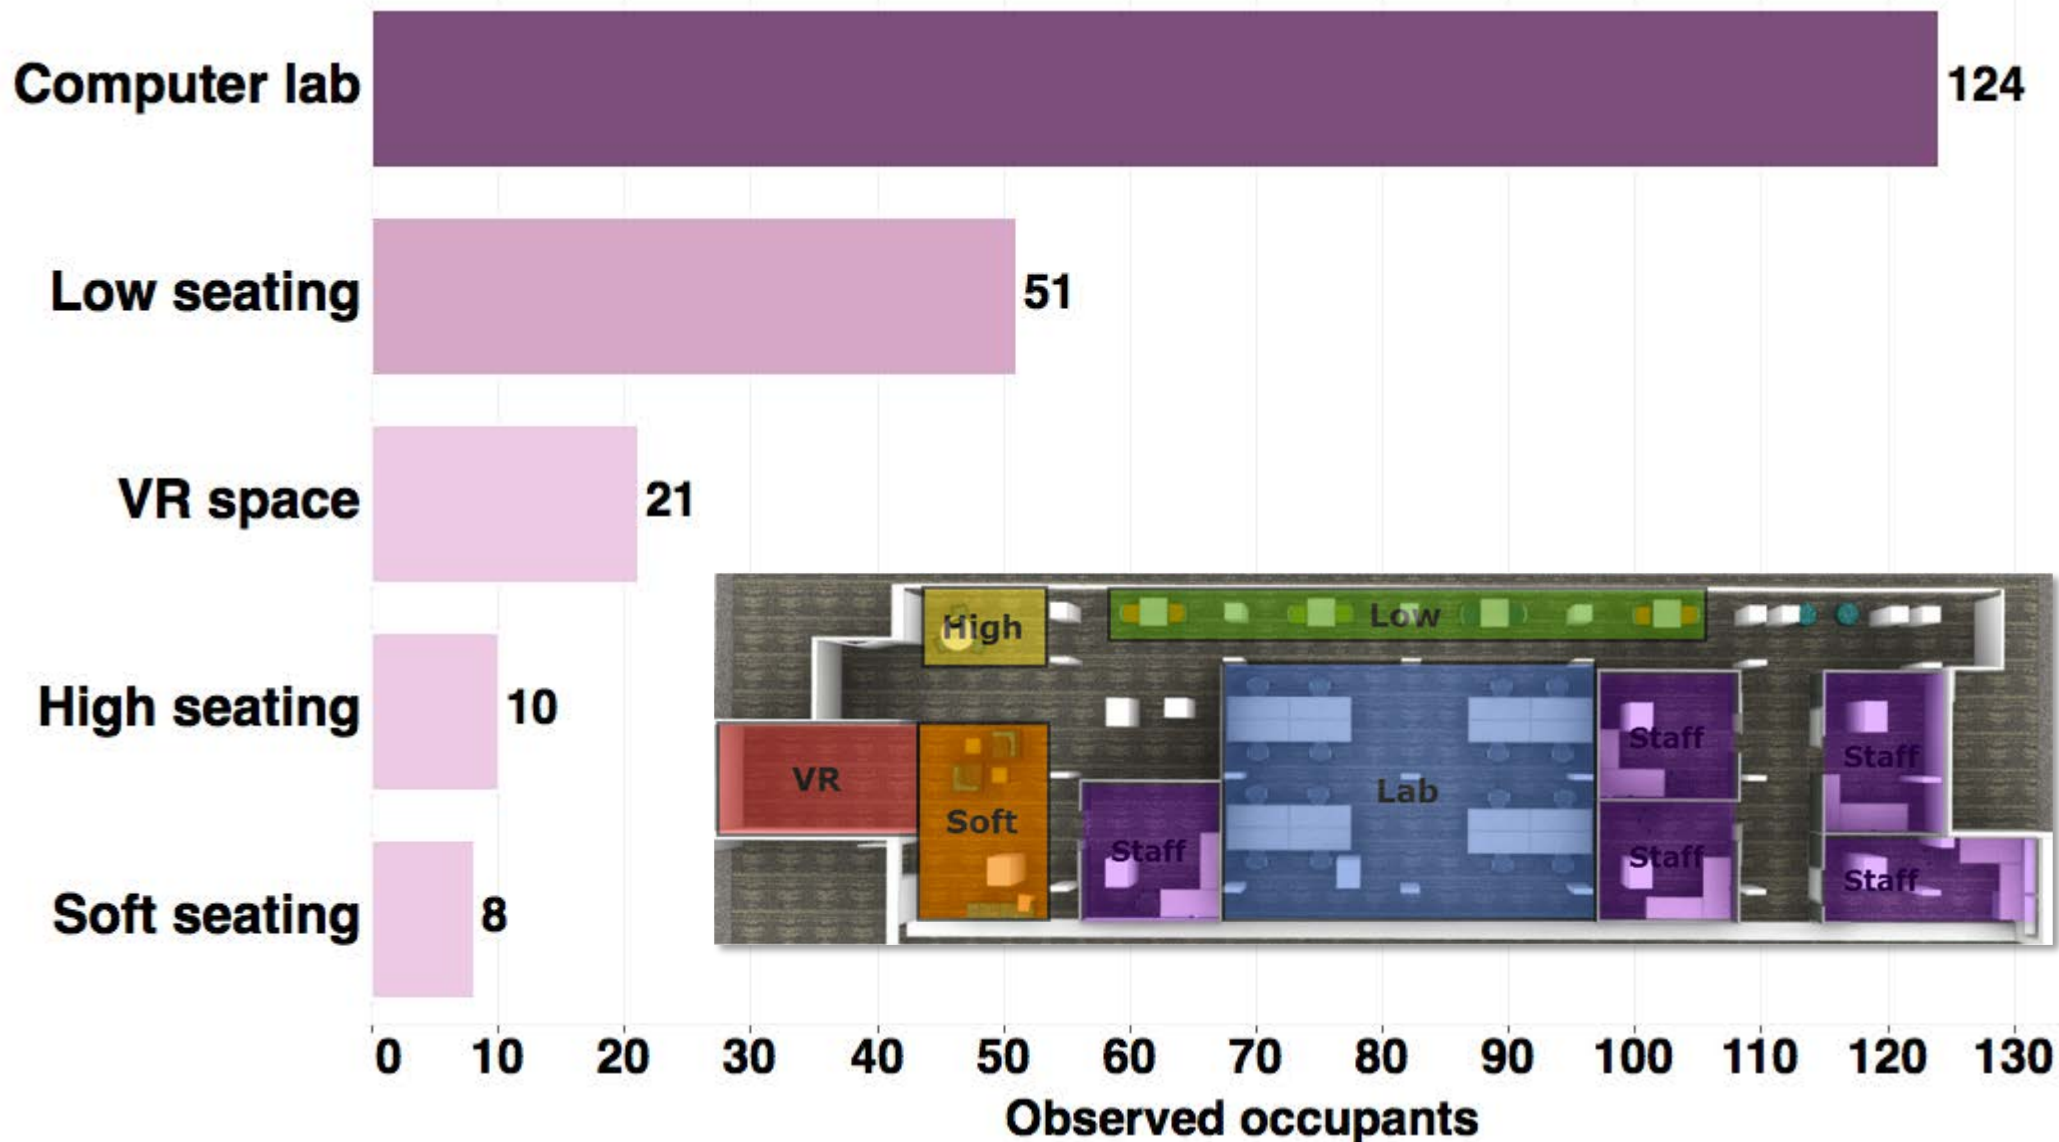 Computer lab 124
Low seating 51
VR space 21
High seating 10
Soft seating 8
High
Low
VR
Soft
Staff
Lab
Staff
Staff
Staff
Staff
0 10 20 30 40 50 60 70 80 90 100 110 120 130
Observed occupants